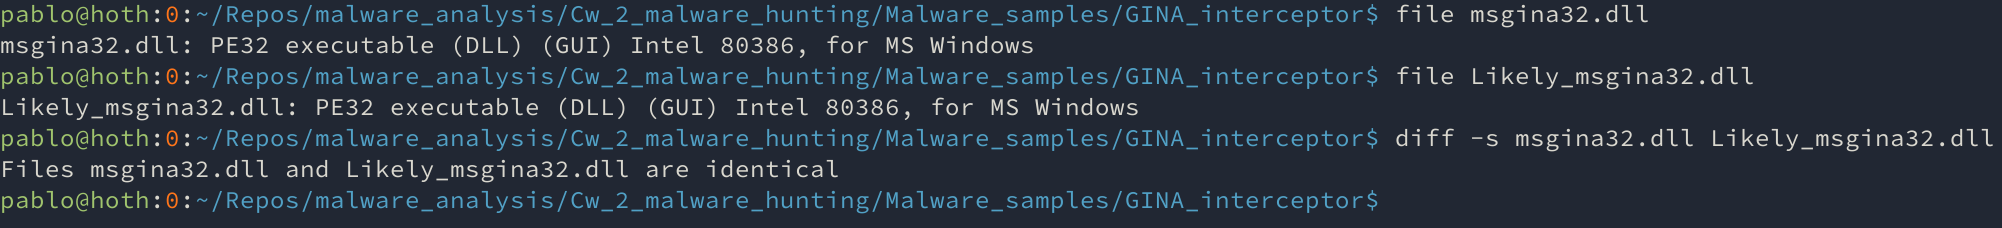 pablo@hoth:0:~/Repos/malware_analysis/Cw_2_malware_hunting/Malware_samples/GINA_interceptor$ file msgina32.dll
msgina32.dll: PE32 executable (DLL) (GUI) Intel 80386, for MS Windows
pablo@hoth:0:~/Repos/malware_analysis/Cw_2_malware_hunting/Malware_samples/GINA_interceptor$ file Likely_msgina32.dll
Likely_msgina32.dll: PE32 executable (DLL) (GUI) Intel 80386, for MS Windows
pablo@hoth:0:~/Repos/malware_analysis/Cw_2_malware_hunting/Malware_samples/GINA_interceptor$ diff -s msgina32.dll Likely_msgina32.dll
Files msgina32.dll and Likely_msgina32.dll are identical
pablo@hoth:0:~/Repos/malware_analysis/Cw_2_malware_hunting/Malware_samples/GINA_interceptor$